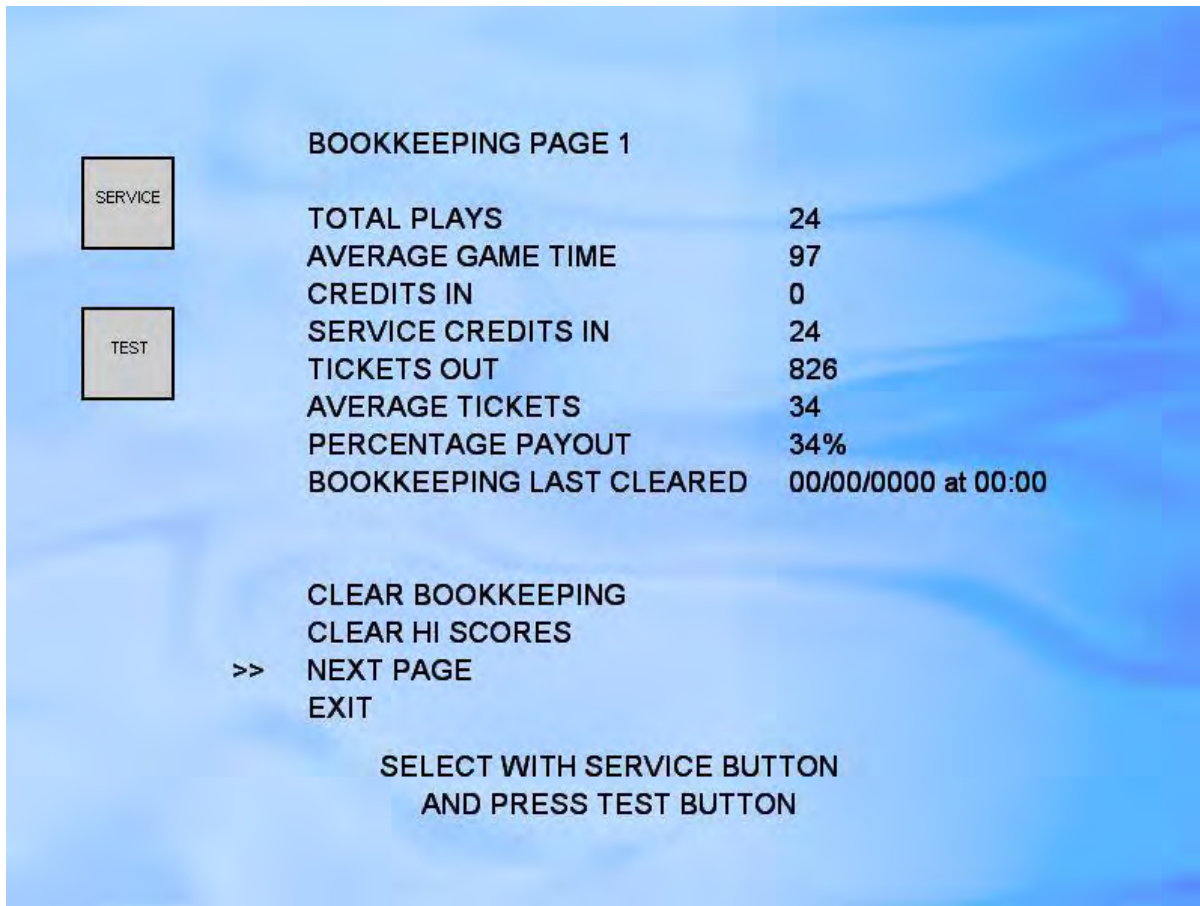 BOOKKEEPING PAGE 1
SERVICE
TOTAL PLAYS 24
AVERAGE GAME TIME 97
CREDITS IN 0
SERVICE CREDITS IN 24
TEST
TICKETS OUT 826
AVERAGE TICKETS 34
PERCENTAGE PAYOUT 34%
BOOKKEEPING LAST CLEARED 00/00/0000 at 00:00
CLEAR BOOKKEEPING
CLEAR HI SCORES
>> NEXT PAGE
EXIT
SELECT WITH SERVICE BUTTON
AND PRESS TEST BUTTON